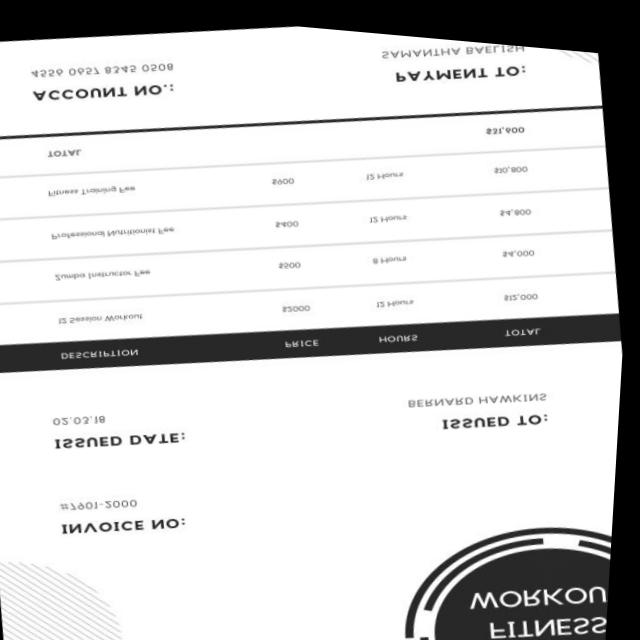 FITNESS
WORKOU
INVOICE NO:
#7901-2000
ISSUED DATE:
02.03.18
ISSUED TO:
BERNARD HAWKINS
DESCRIPTION PRICE HOURS TOTAL
12 Session Workout $2000 12 Hours $12,000
Zumba Instructor Fee $500 8 Hours $4,000
Professional Nutritionist Fee $400 12 Hours $4,800
Fitness Training Fee $900 12 Hours $10,800
TOTAL $31,600
ACCOUNT NO.:
4556 0657 8345 0508
PAYMENT TO:
SAMANTHA BAELISH